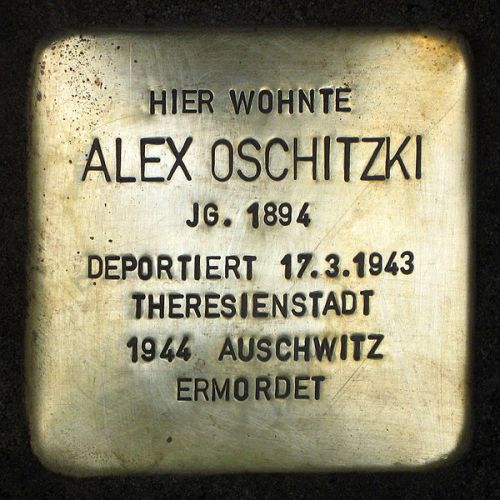 HIER WOHNTE
ALEX OSCHITZKI
JG. 1894
DEPORTIERT 17.3.1943
THERESIENSTADT
1944 AUSCHWITZ
ERMORDET